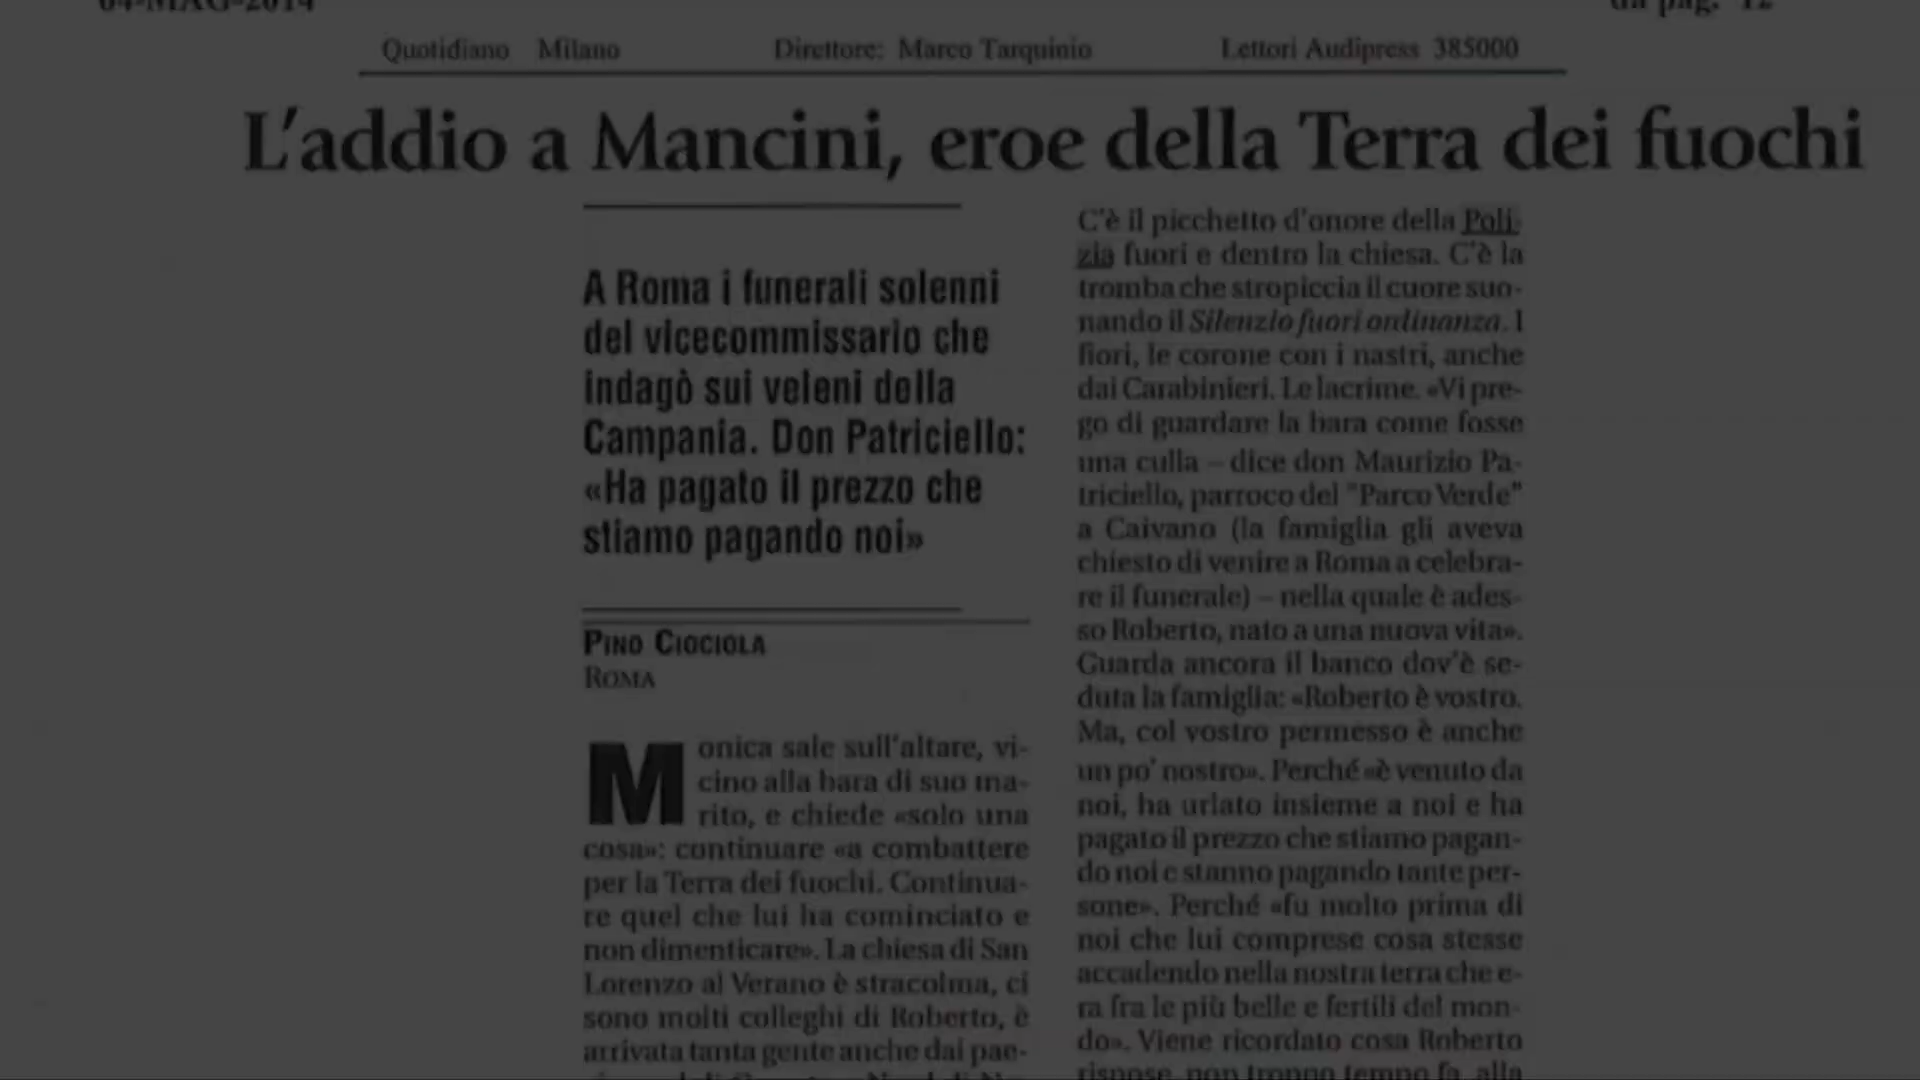 04-MAG-2014
da pag. 12
Quotidiano Milano Direttore: Marco Tarquinio Lettori Audipress 385000
L'addio a Mancini, eroe della Terra dei fuochi
A Roma i funerali solenni
del vicecommissario che
indagò sui veleni della
Campania. Don Patriciello:
«Ha pagato il prezzo che
stiamo pagando noi»
PINO CIOCIOLA
ROMA
Monica sale sull'altare, vi-
cino alla bara di suo ma-
rito, e chiede «solo una
cosa»: continuare «a combattere
per la Terra dei fuochi. Continua-
re quel che lui ha cominciato e
non dimenticare». La chiesa di San
Lorenzo al Verano è stracolma, ci
sono molti colleghi di Roberto, è
arrivata tanta gente anche dai pae-
C'è il picchetto d'onore della Poli-
zia fuori e dentro la chiesa. C'è la
tromba che stropiccia il cuore suo-
nando il Silenzio fuori ordinanza. I
fiori, le corone con i nastri, anche
dai Carabinieri. Le lacrime. «Vi pre-
go di guardare la bara come fosse
una culla – dice don Maurizio Pa-
triciello, parroco del "Parco Verde"
a Caivano (la famiglia gli aveva
chiesto di venire a Roma a celebra-
re il funerale) – nella quale è ades-
so Roberto, nato a una nuova vita».
Guarda ancora il banco dov'è se-
duta la famiglia: «Roberto è vostro.
Ma, col vostro permesso è anche
un po' nostro». Perché «è venuto da
noi, ha urlato insieme a noi e ha
pagato il prezzo che stiamo pagan-
do noi e stanno pagando tante per-
sone». Perché «fu molto prima di
noi che lui comprese cosa stesse
accadendo nella nostra terra che e-
ra fra le più belle e fertili del mon-
do». Viene ricordato cosa Roberto
rispose, non troppo tempo fa, alla